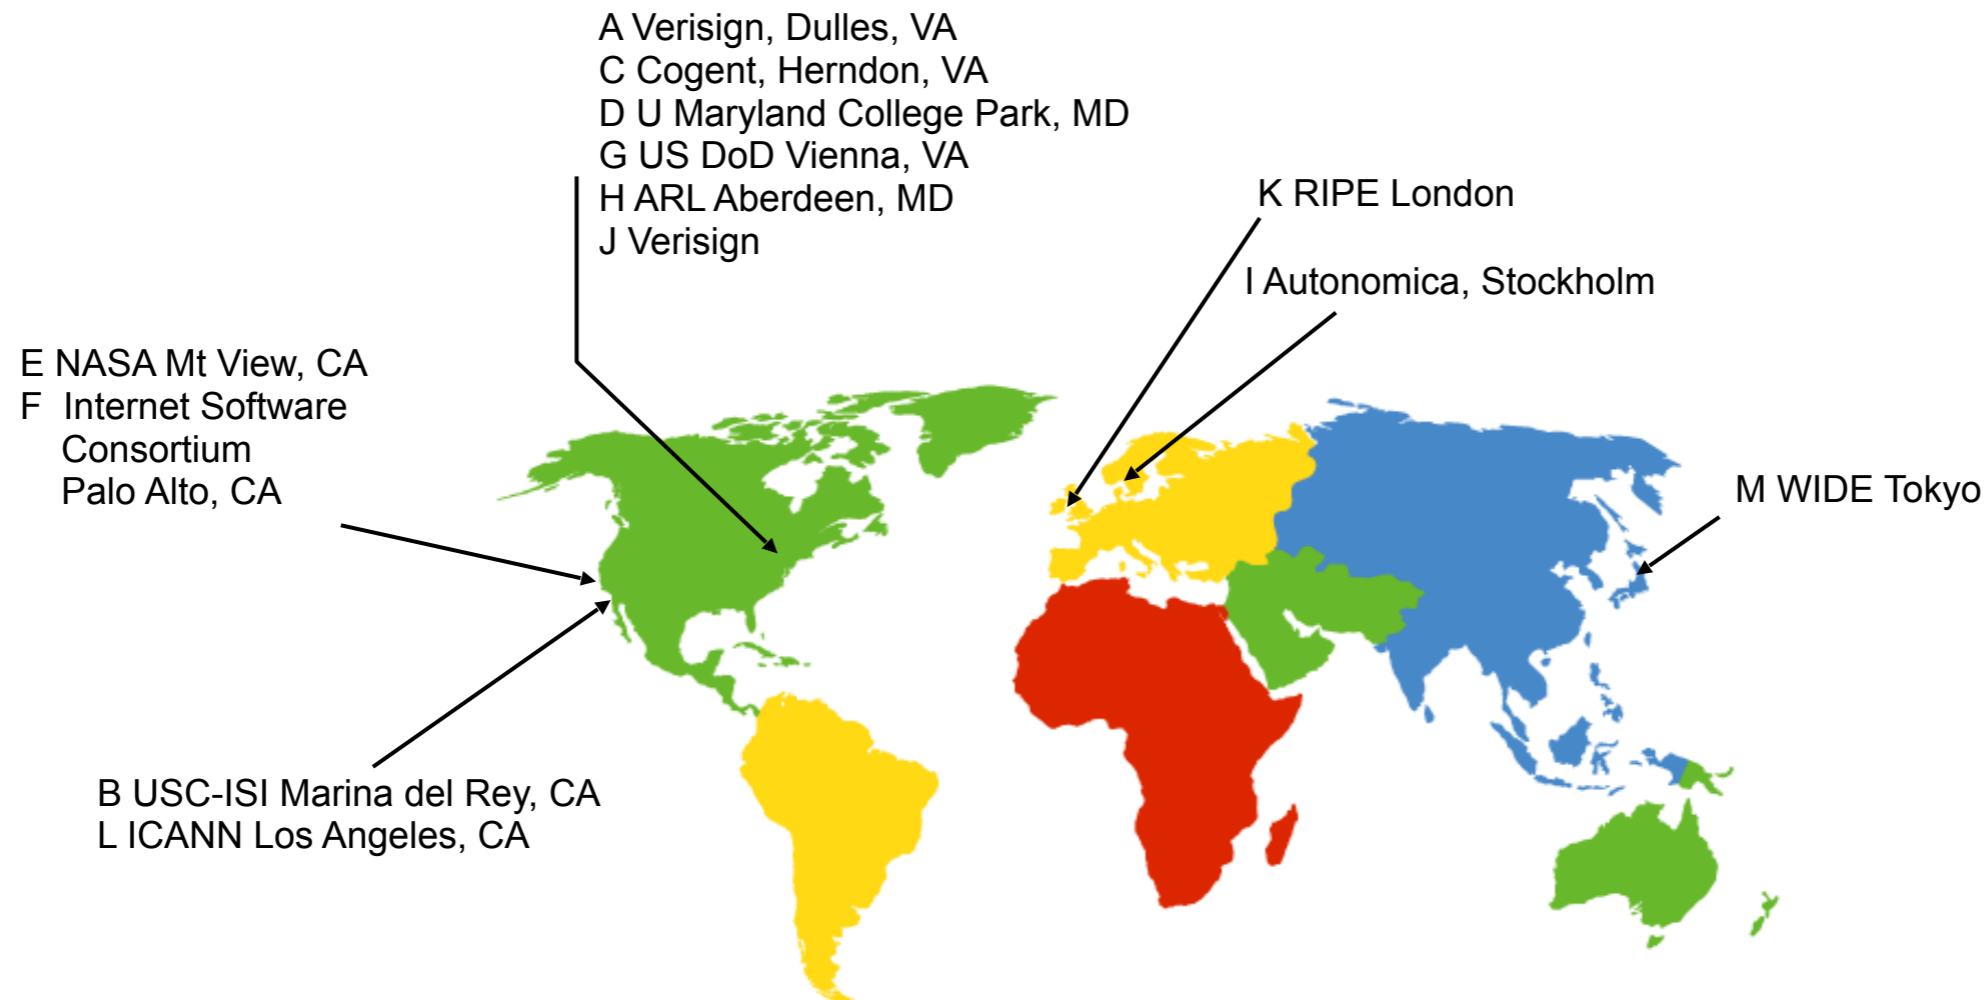 A Verisign, Dulles, VA
C Cogent, Herndon, VA
D U Maryland College Park, MD
G US DoD Vienna, VA
H ARL Aberdeen, MD
J Verisign
K RIPE London
I Autonomica, Stockholm
E NASA Mt View, CA
F Internet Software
Consortium
Palo Alto, CA
M WIDE Tokyo
B USC-ISI Marina del Rey, CA
L ICANN Los Angeles, CA